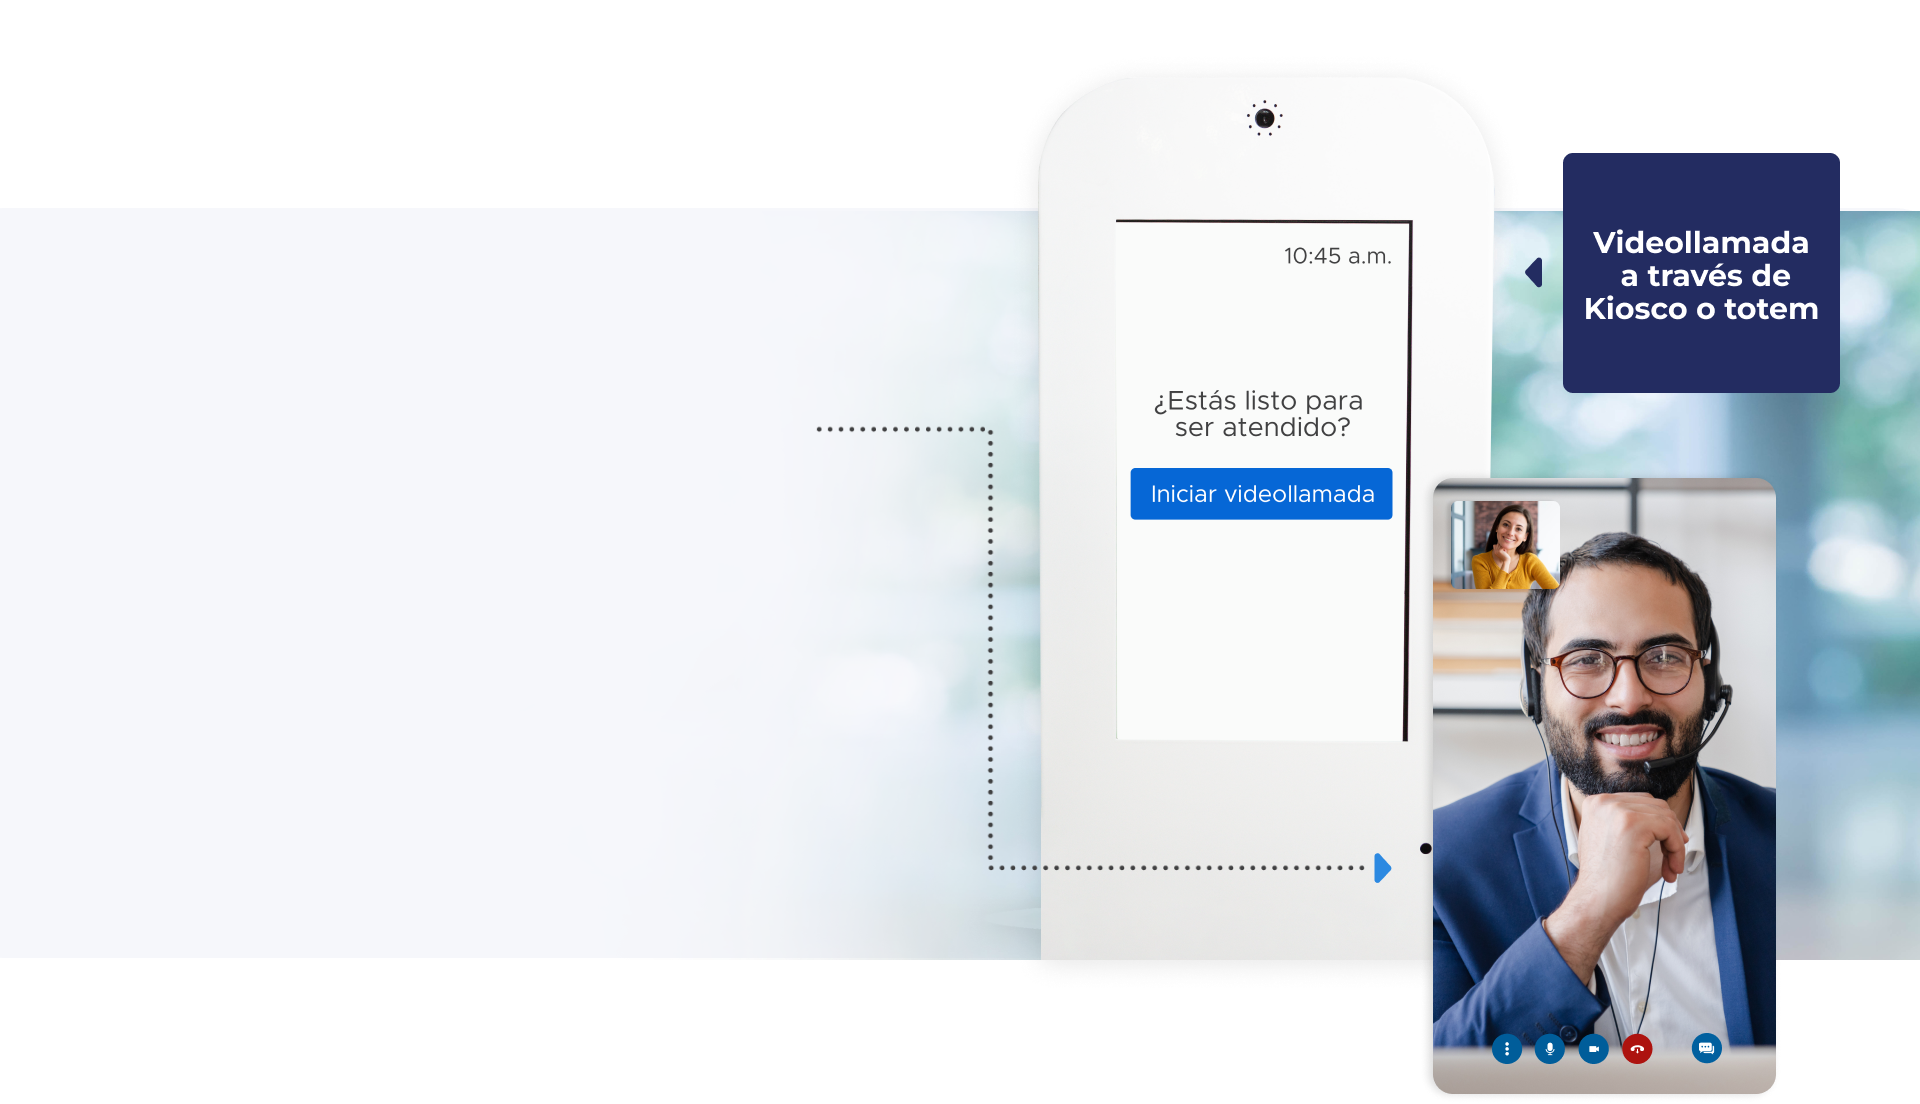 10:45 a.m.
¿Estás listo para
ser atendido?
Iniciar videollamada
Videollamada
a través de
Kiosco o totem